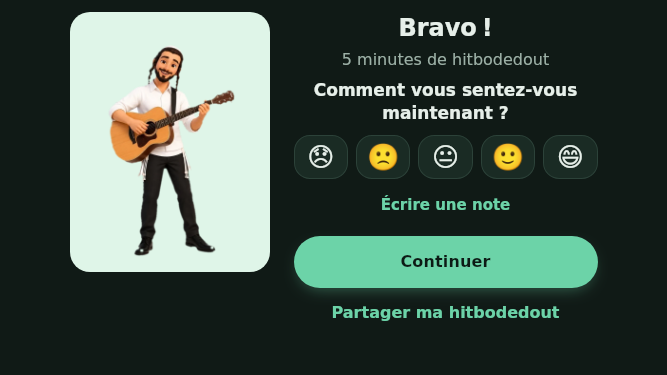 Bravo !
5 minutes de hitbodedout
Comment vous sentez-vous
maintenant ?
Écrire une note
Continuer
Partager ma hitbodedout